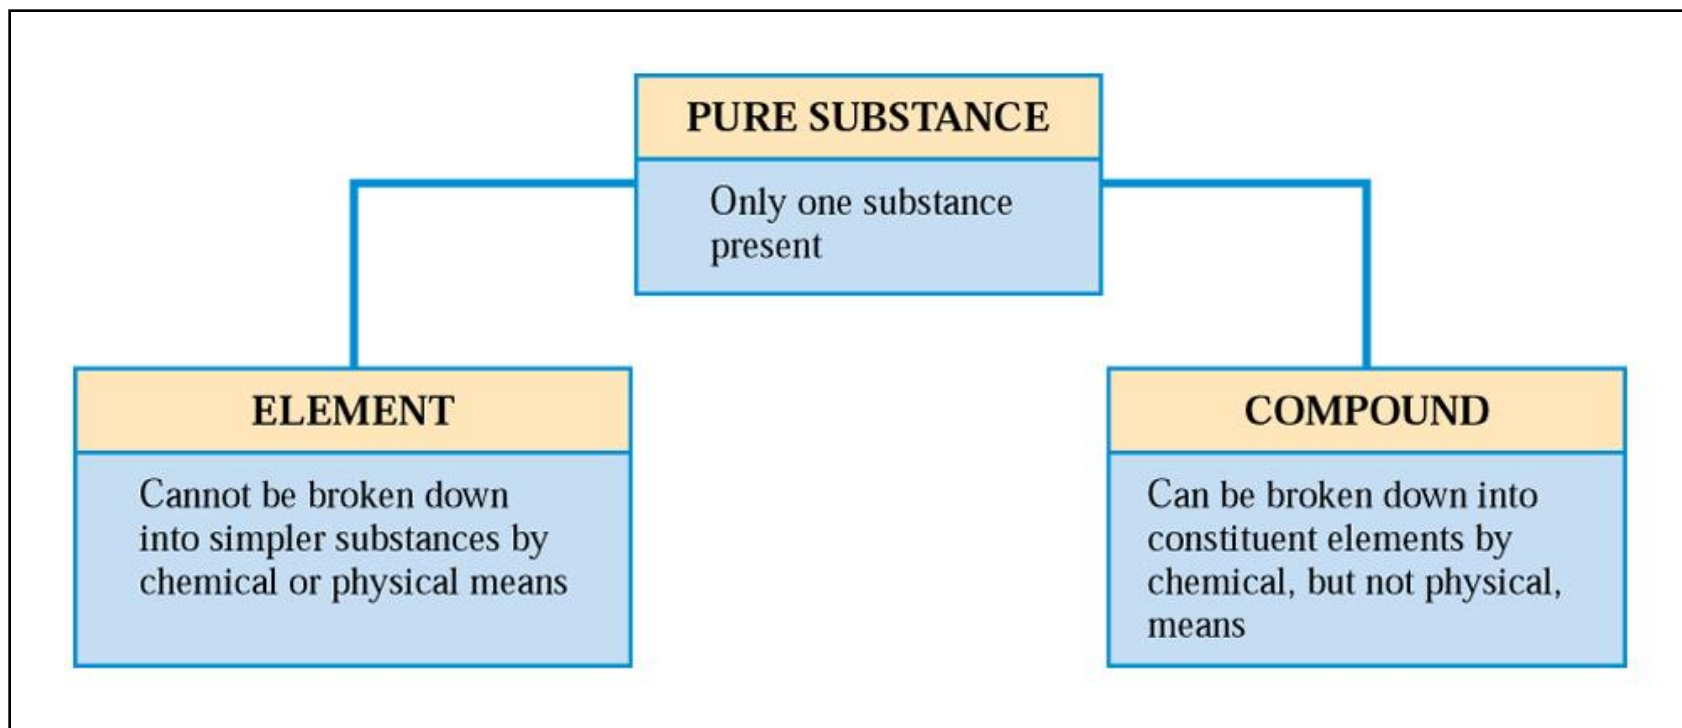 PURE SUBSTANCE
Only one substance
present
ELEMENT
Cannot be broken down
into simpler substances by
chemical or physical means
COMPOUND
Can be broken down into
constituent elements by
chemical, but not physical,
means